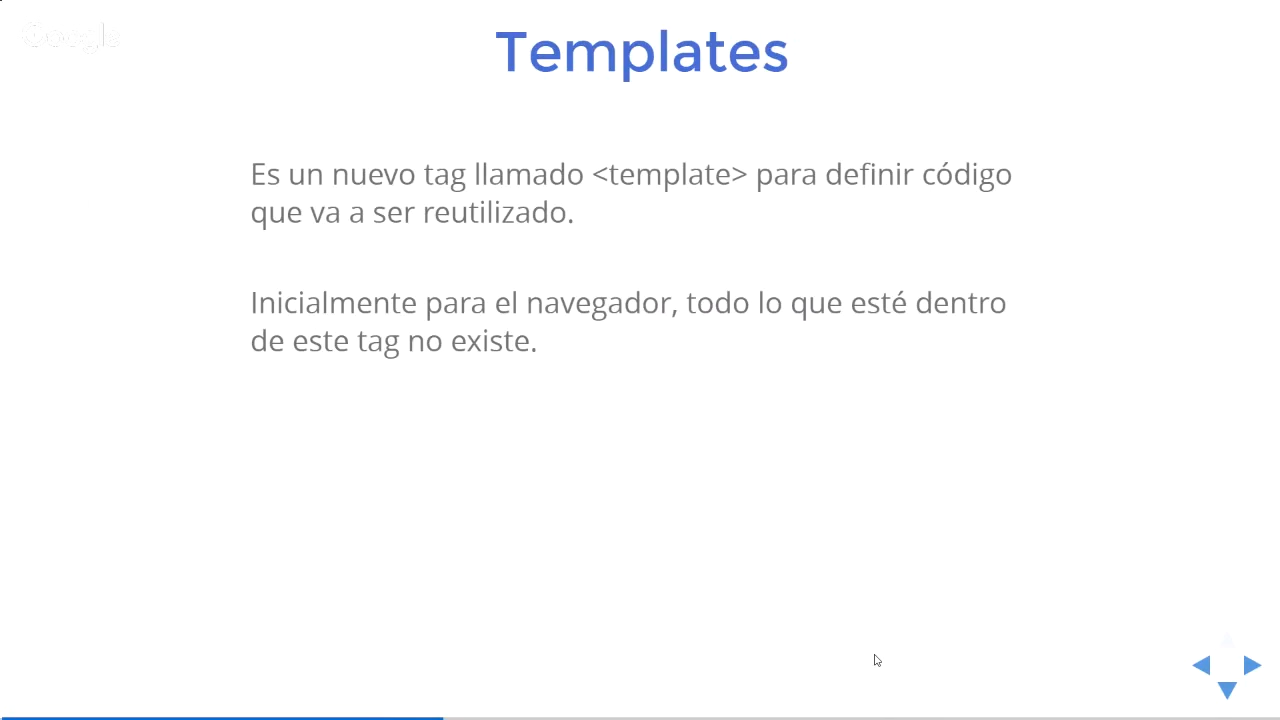 Google
Templates
Es un nuevo tag llamado <template> para definir código
que va a ser reutilizado.
Inicialmente para el navegador, todo lo que esté dentro
de este tag no existe.